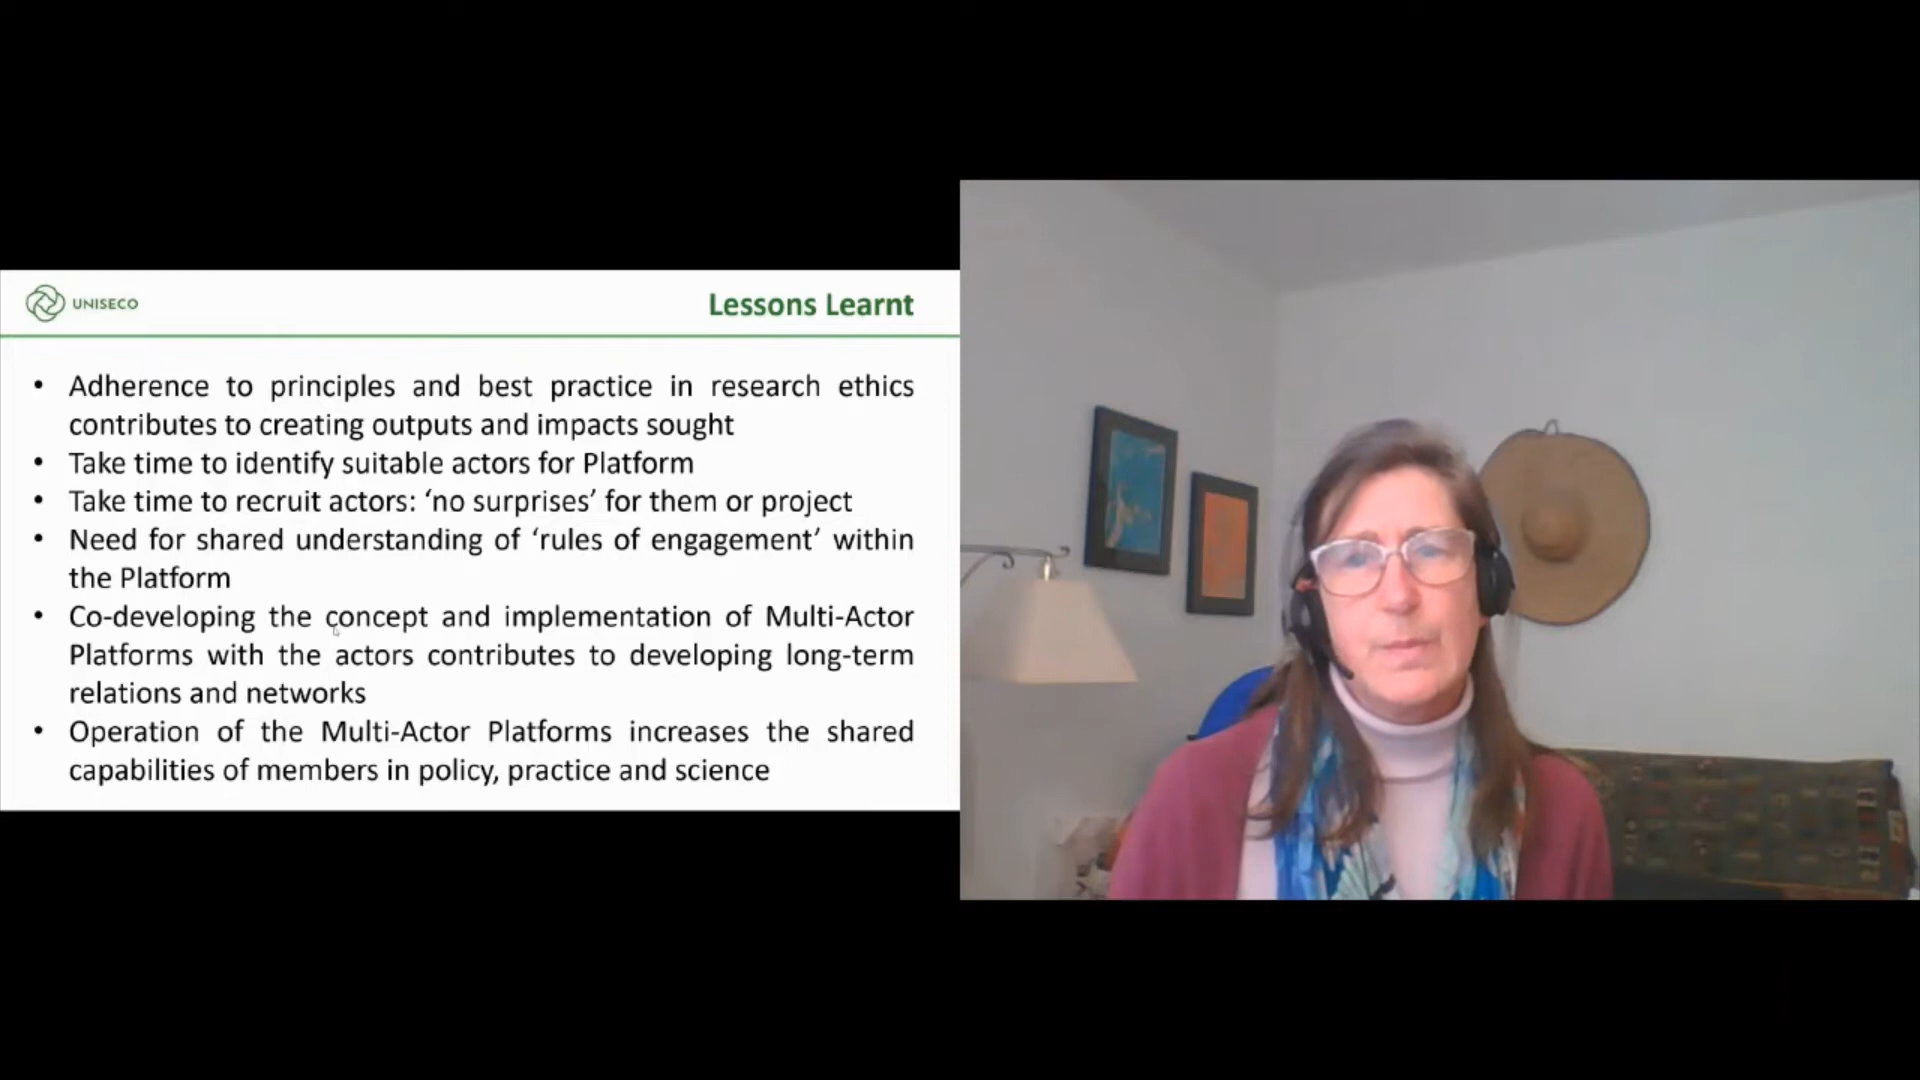 UNISECO
Lessons Learnt
• Adherence to principles and best practice in research ethics
contributes to creating outputs and impacts sought
• Take time to identify suitable actors for Platform
• Take time to recruit actors: ‘no surprises’ for them or project
• Need for shared understanding of ‘rules of engagement’ within
the Platform
• Co-developing the concept and implementation of Multi-Actor
Platforms with the actors contributes to developing long-term
relations and networks
• Operation of the Multi-Actor Platforms increases the shared
capabilities of members in policy, practice and science